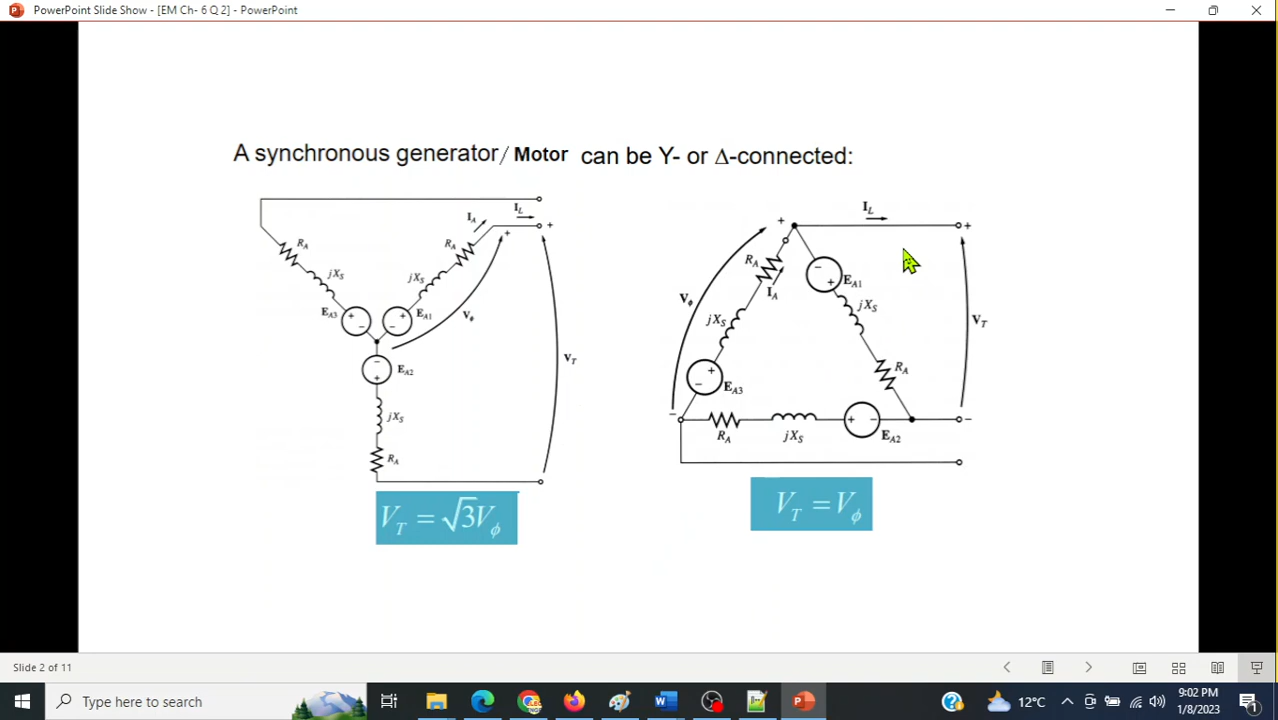 PowerPoint Slide Show - [EM Ch- 6 Q 2] - PowerPoint
A synchronous generator/ Motor can be Y- or Δ-connected:
I_A
I_L
+
R_A
R_A
+
jX_S
jX_S
E_A3
+
-
-
+
E_A1
V_ϕ
-
+
E_A2
V_T
jX_S
R_A
V_T = √3V_ϕ
I_L
+
+
R_A
I_A
-
+
E_A1
V_ϕ
jX_S
jX_S
V_T
+
-
E_A3
R_A
-
R_A
jX_S
+
-
E_A2
-
V_T = V_ϕ
Slide 2 of 11
Type here to search
12°C
9:02 PM
1/8/2023
1